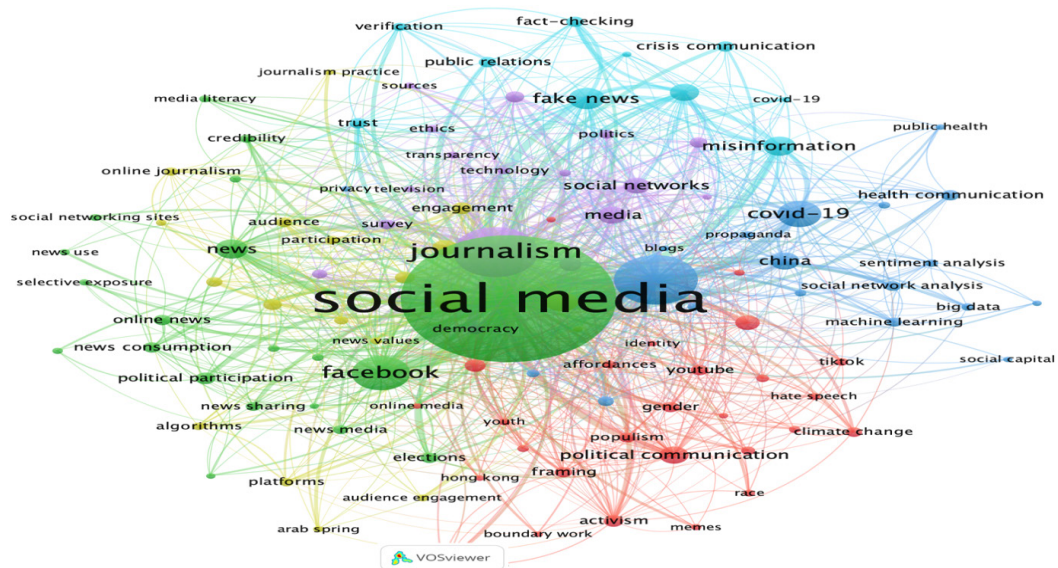 fact-checking
verification
crisis communication
public relations
journalism practice
sources
media literacy
fake news
covid-19
trust
ethics
politics
public health
credibility
misinformation
transparency
online journalism
technology
privacy
television
social networks
health communication
engagement
social networking sites
audience
survey
media
covid-19
propaganda
participation
news
journalism
blogs
news use
china
sentiment analysis
selective exposure
social media
social network analysis
big data
online news
democracy
machine learning
news values
identity
news consumption
social capital
facebook
affordances
youtube
tiktok
political participation
hate speech
news sharing
online media
gender
algorithms
news media
youth
climate change
populism
elections
political communication
platforms
hong kong
framing
audience engagement
race
arab spring
activism
memes
boundary work
VOSviewer